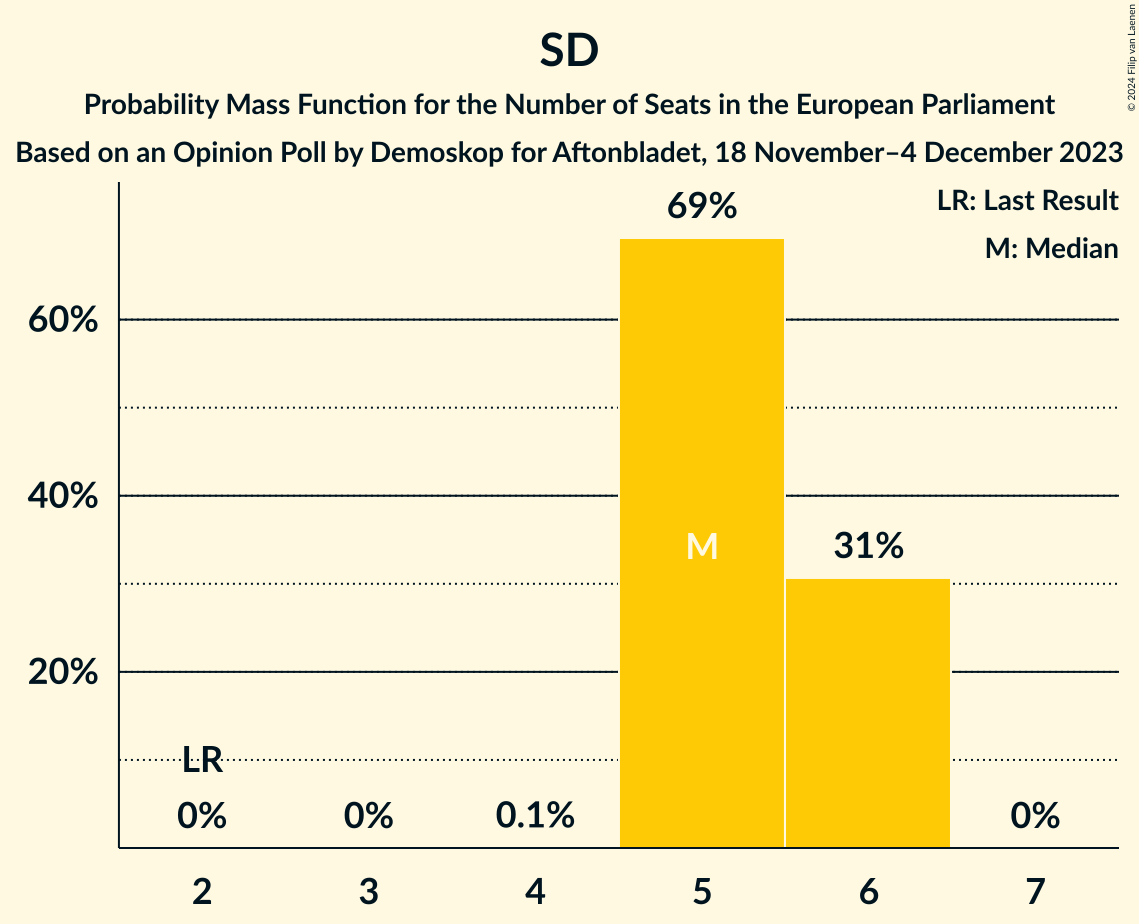 SD
Probability Mass Function for the Number of Seats in the European Parliament
Based on an Opinion Poll by Demoskop for Aftonbladet, 18 November–4 December 2023
© 2024 Filip van Laenen
LR: Last Result
M: Median
69%
60%
40%
M
31%
20%
LR
0%
0%
0.1%
0%
2
3
4
5
6
7